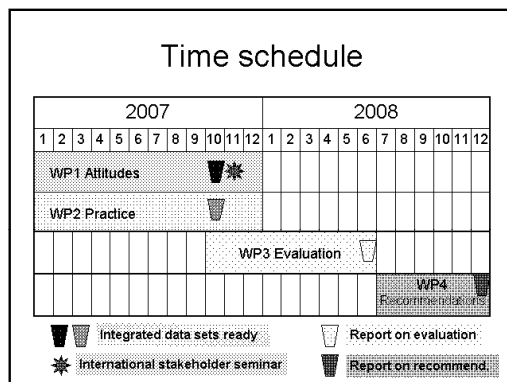 Time schedule
2007 2008
1 2 3 4 5 6 7 8 9 10 11 12 1 2 3 4 5 6 7 8 9 10 11 12
WP1 Attitudes
WP2 Practice
WP3 Evaluation
WP4
Recommendations
Integrated data sets ready
Report on evaluation
International stakeholder seminar
Report on recommend.